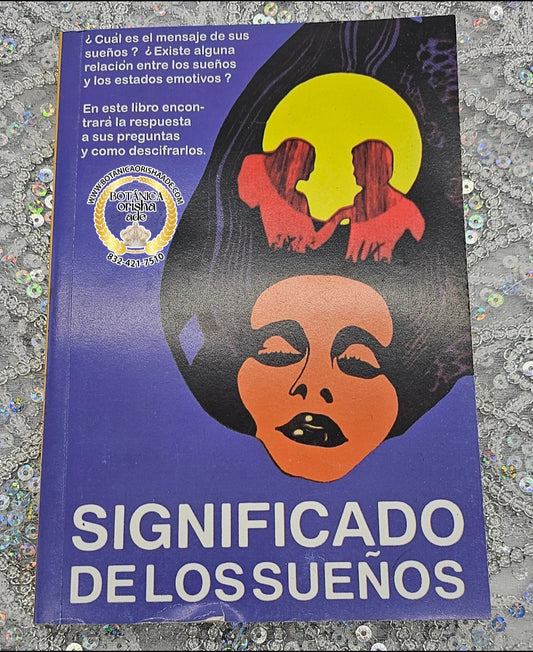 ¿ Cuál es el mensaje de sus
sueños ? ¿ Existe alguna
relación entre los sueños
y los estados emotivos ?
En este libro encon-
trará la respuesta
a sus preguntas
y como descifrarlos.
WWW.BOTANICAORISHAADE.COM
BOTÁNICA
orisha
ade
832-421-7510
SIGNIFICADO
DE LOS SUEÑOS